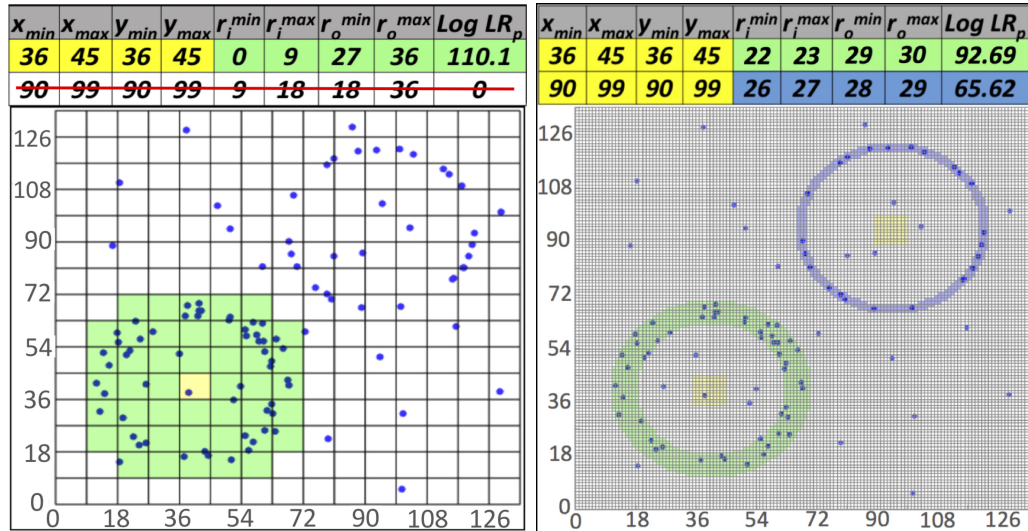 x_min x_max y_min y_max r_i^min r_i^max r_o^min r_o^max Log LR_p
36 45 36 45 0 9 27 36 110.1
90 99 90 99 9 18 18 36 0
126
108
90
72
54
36
18
0
0 18 36 54 72 90 108 126
x_min x_max y_min y_max r_i^min r_i^max r_o^min r_o^max Log LR_p
36 45 36 45 22 23 29 30 92.69
90 99 90 99 26 27 28 29 65.62
126
108
90
72
54
36
18
0
0 18 36 54 72 90 108 126